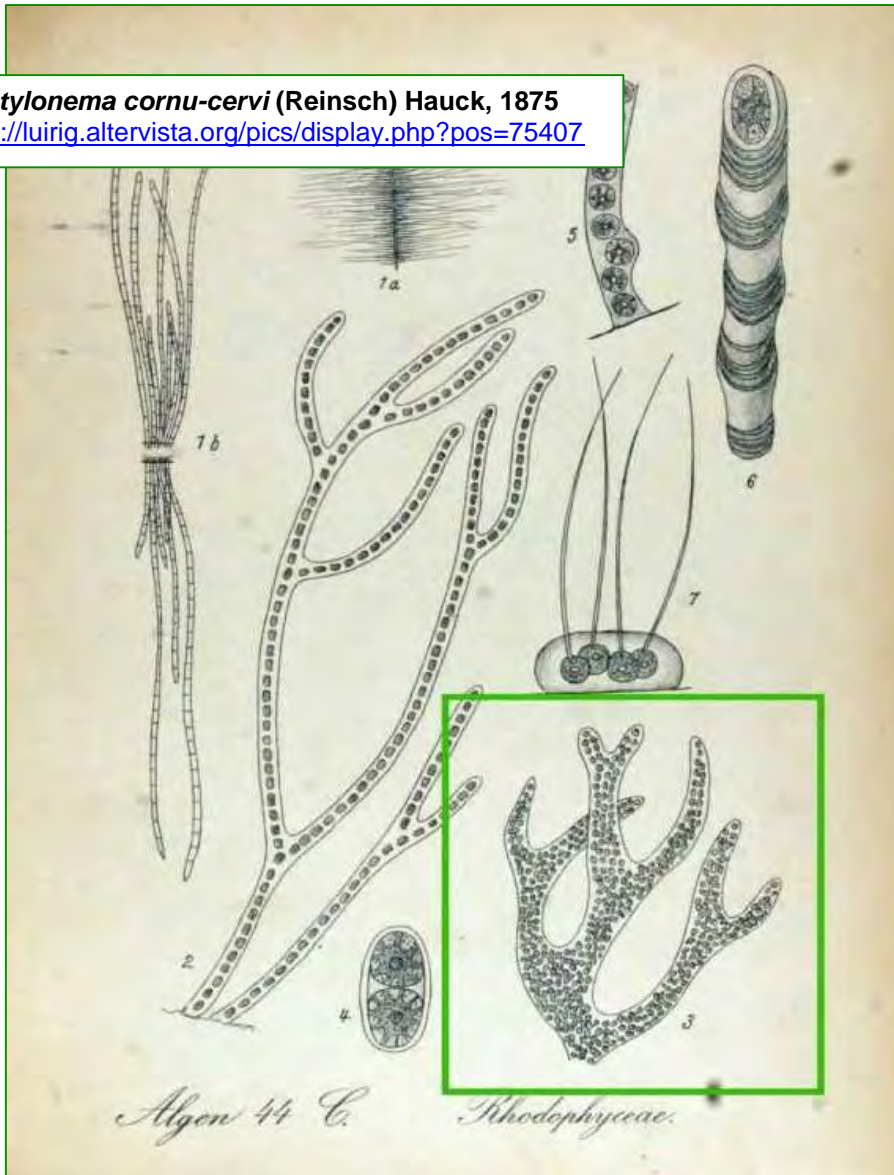 tylonema cornu-cervi (Reinsch) Hauck, 1875
://luirig.altervista.org/pics/display.php?pos=75407
1a
5
1b
6
7
2
4
3
Algen 44 C. Rhodophyceae.